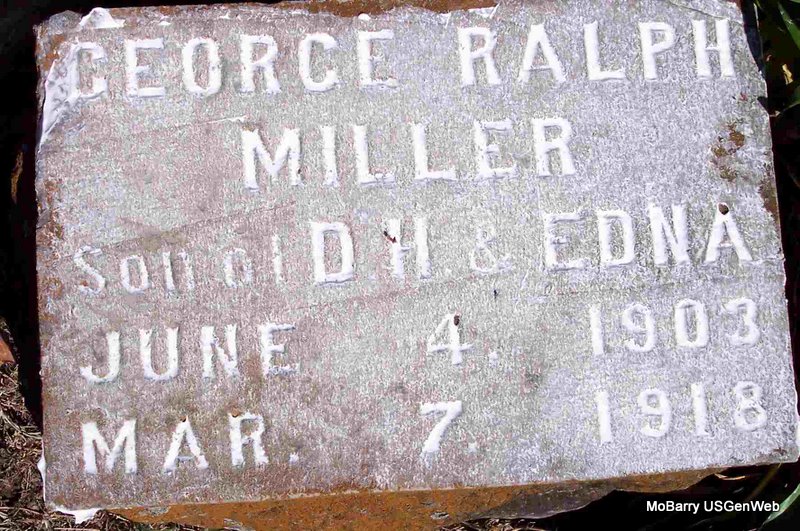 GEORGE RALPH
MILLER
Son of D.H. & EDNA
JUNE 4. 1903
MAR. 7. 1918
MoBarry USGenWeb